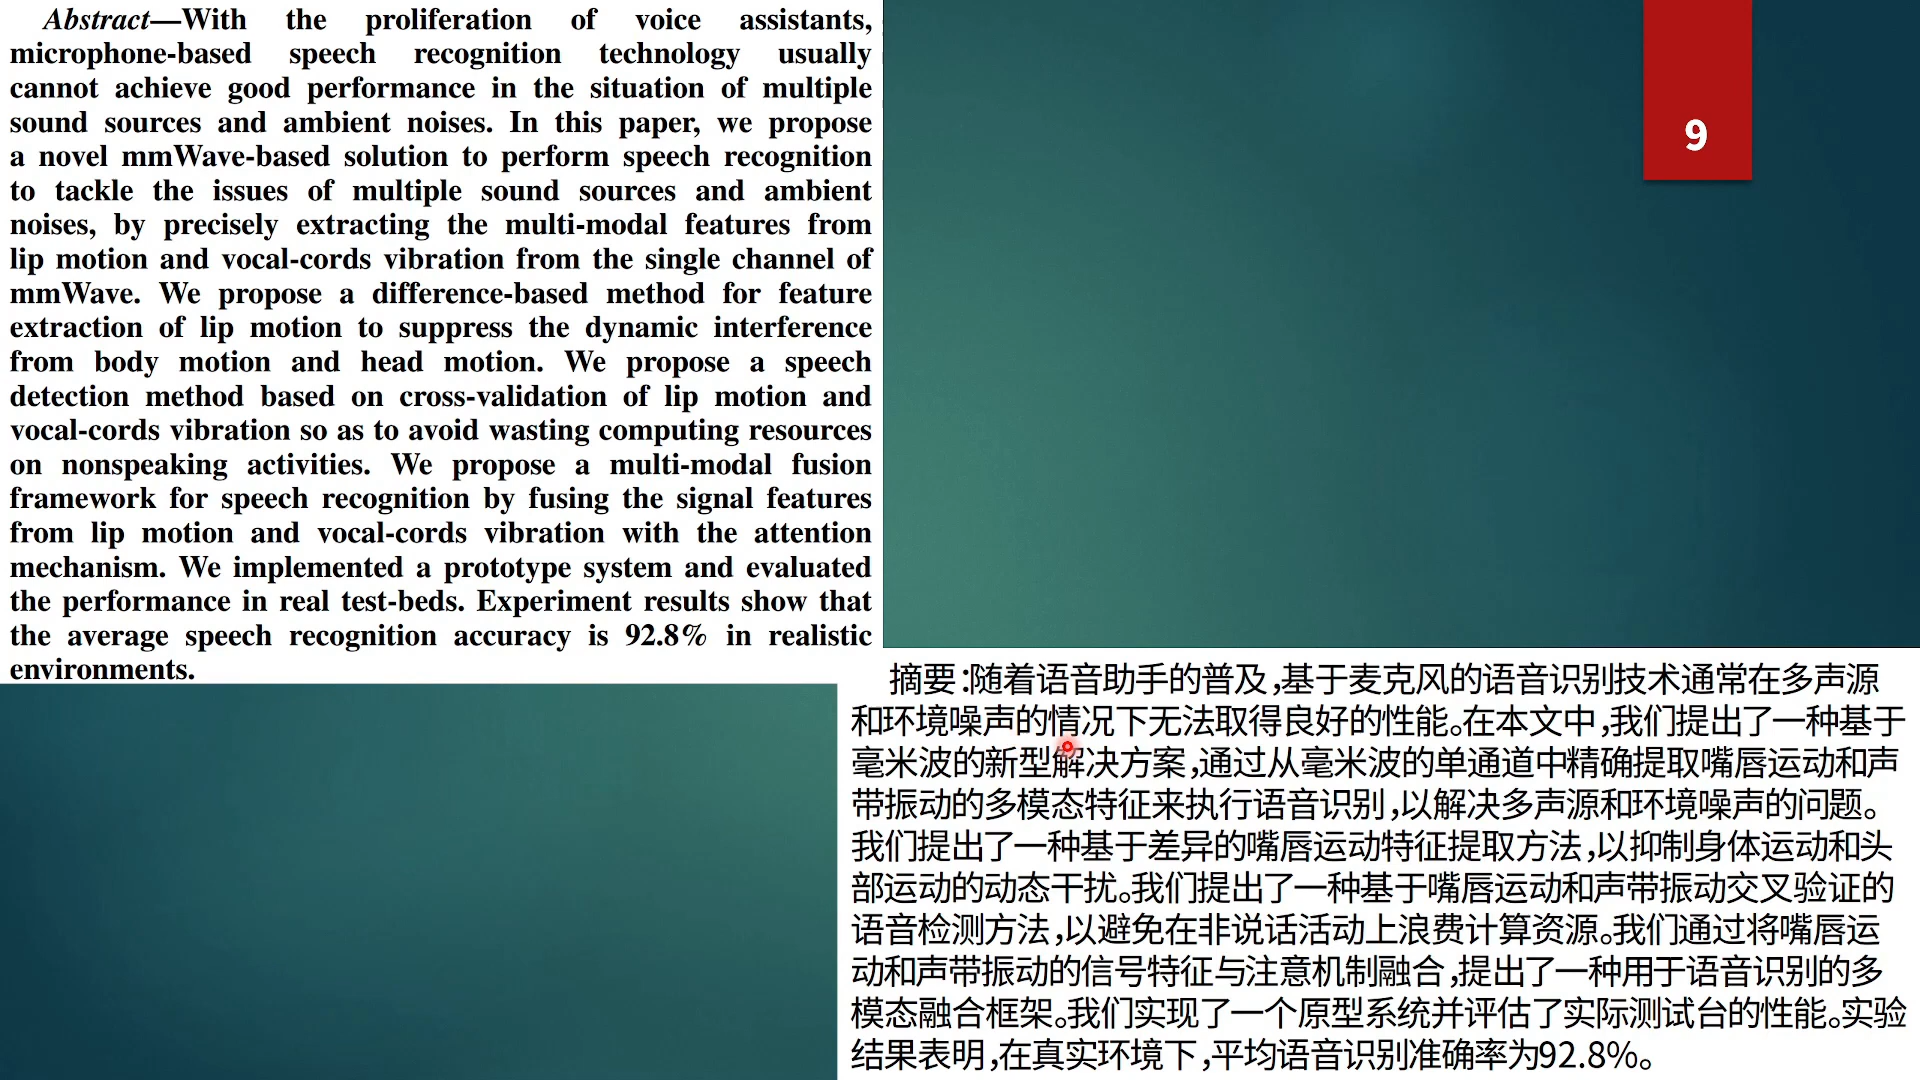 Abstract—With the proliferation of voice assistants,
microphone-based speech recognition technology usually
cannot achieve good performance in the situation of multiple
sound sources and ambient noises. In this paper, we propose
a novel mmWave-based solution to perform speech recognition
to tackle the issues of multiple sound sources and ambient
noises, by precisely extracting the multi-modal features from
lip motion and vocal-cords vibration from the single channel of
mmWave. We propose a difference-based method for feature
extraction of lip motion to suppress the dynamic interference
from body motion and head motion. We propose a speech
detection method based on cross-validation of lip motion and
vocal-cords vibration so as to avoid wasting computing resources
on nonspeaking activities. We propose a multi-modal fusion
framework for speech recognition by fusing the signal features
from lip motion and vocal-cords vibration with the attention
mechanism. We implemented a prototype system and evaluated
the performance in real test-beds. Experiment results show that
the average speech recognition accuracy is 92.8% in realistic
environments.
9
摘要:随着语音助手的普及,基于麦克风的语音识别技术通常在多声源
和环境噪声的情况下无法取得良好的性能。在本文中,我们提出了一种基于
毫米波的新型解决方案,通过从毫米波的单通道中精确提取嘴唇运动和声
带振动的多模态特征来执行语音识别,以解决多声源和环境噪声的问题。
我们提出了一种基于差异的嘴唇运动特征提取方法,以抑制身体运动和头
部运动的动态干扰。我们提出了一种基于嘴唇运动和声带振动交叉验证的
语音检测方法,以避免在非说话活动上浪费计算资源。我们通过将嘴唇运
动和声带振动的信号特征与注意机制融合,提出了一种用于语音识别的多
模态融合框架。我们实现了一个原型系统并评估了实际测试台的性能。实验
结果表明,在真实环境下,平均语音识别准确率为92.8%。